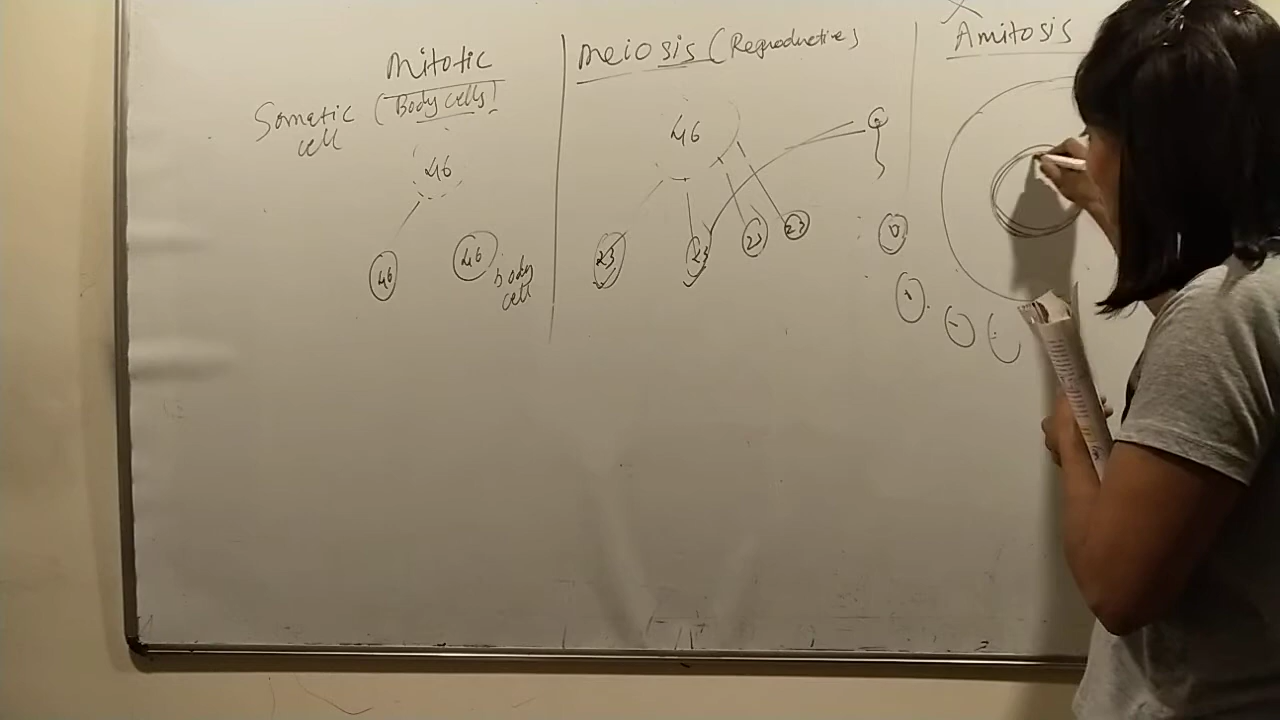 Mitotic
(Body cells)
Somatic
cell
46
46
46
body
cell
Meiosis (Reproductive)
46
23
23
23
23
Amitosis